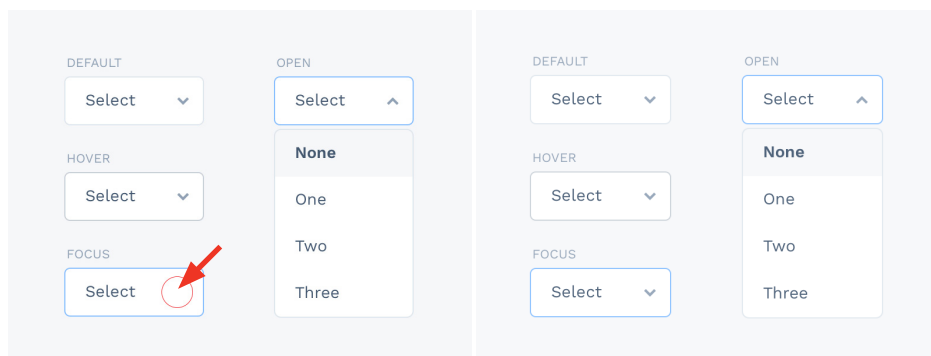 DEFAULT
Select
HOVER
Select
FOCUS
Select
OPEN
Select
None
One
Two
Three
DEFAULT
Select
HOVER
Select
FOCUS
Select
OPEN
Select
None
One
Two
Three